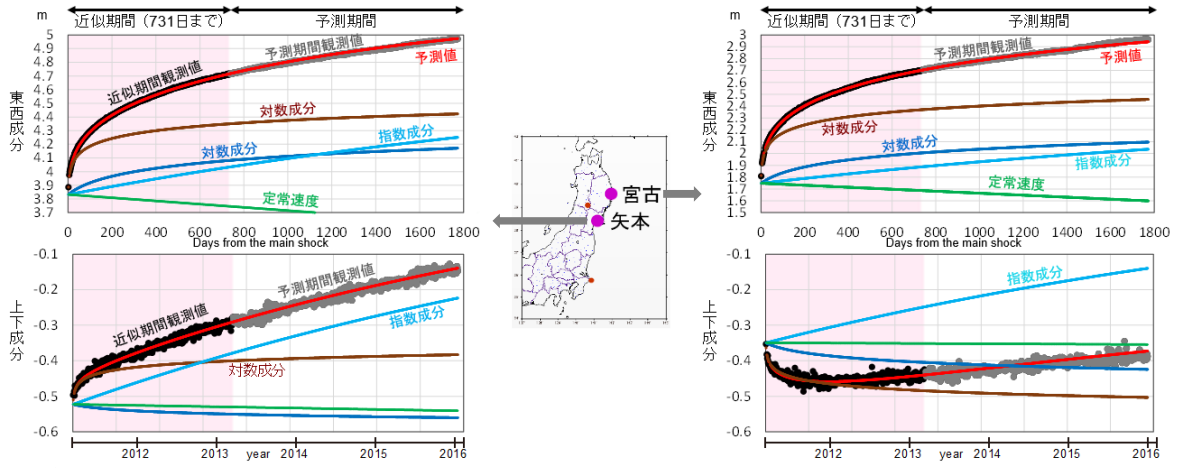 近似期間（731日まで） 予測期間
m
5
4.9
4.8
4.7
4.6
4.5
4.4
4.3
4.2
4.1
4
3.9
3.8
3.7
東西成分
近似期間観測値
予測期間観測値
予測値
対数成分
指数成分
対数成分
定常速度
0 200 400 600 800 1000 1200 1400 1600 1800
Days from the main shock
-0.1
-0.2
-0.3
-0.4
-0.5
-0.6
上下成分
近似期間観測値
予測期間観測値
指数成分
対数成分
2012 2013 year 2014 2015 2016
宮古
矢本
近似期間（731日まで） 予測期間
m
3
2.9
2.8
2.7
2.6
2.5
2.4
2.3
2.2
2.1
2
1.9
1.8
1.7
1.6
1.5
東西成分
近似期間観測値
予測期間観測値
予測値
対数成分
対数成分
指数成分
定常速度
0 200 400 600 800 1000 1200 1400 1600 1800
Days from the main shock
-0.1
-0.2
-0.3
-0.4
-0.5
-0.6
上下成分
指数成分
2012 2013 year 2014 2015 2016